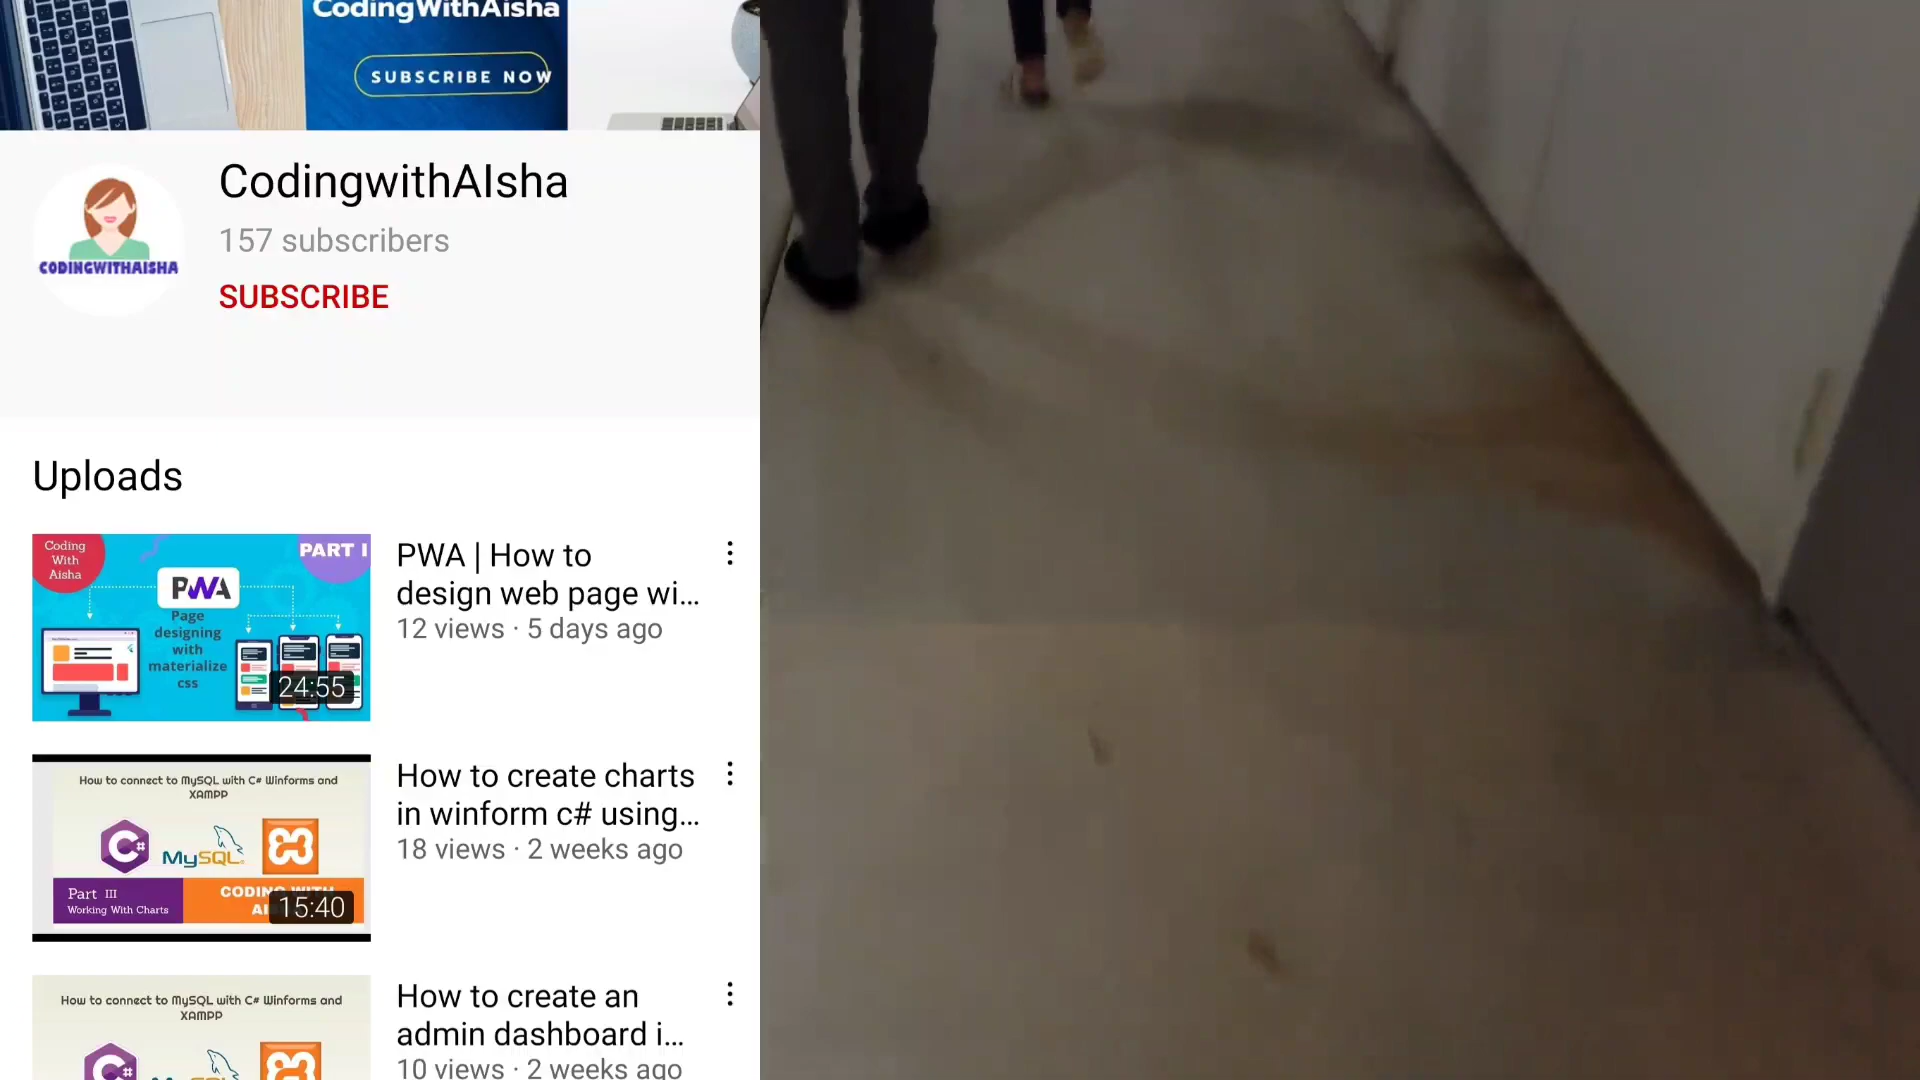 CodingWithAisha
SUBSCRIBE NOW
CodingwithAIsha
157 subscribers
CODINGWITHAISHA
SUBSCRIBE
Uploads
Coding
With
Aisha
PART I
PWA
Page
designing
with
materialize
css
24:55
PWA | How to
design web page wi...
12 views · 5 days ago
How to connect to MySQL with C# Winforms and
XAMPP
C#
MySQL
Part III
Working With Charts
CODING WITH
15:40
How to create charts
in winform c# using...
18 views · 2 weeks ago
How to connect to MySQL with C# Winforms and
XAMPP
C#
How to create an
admin dashboard i...
10 views · 2 weeks ago